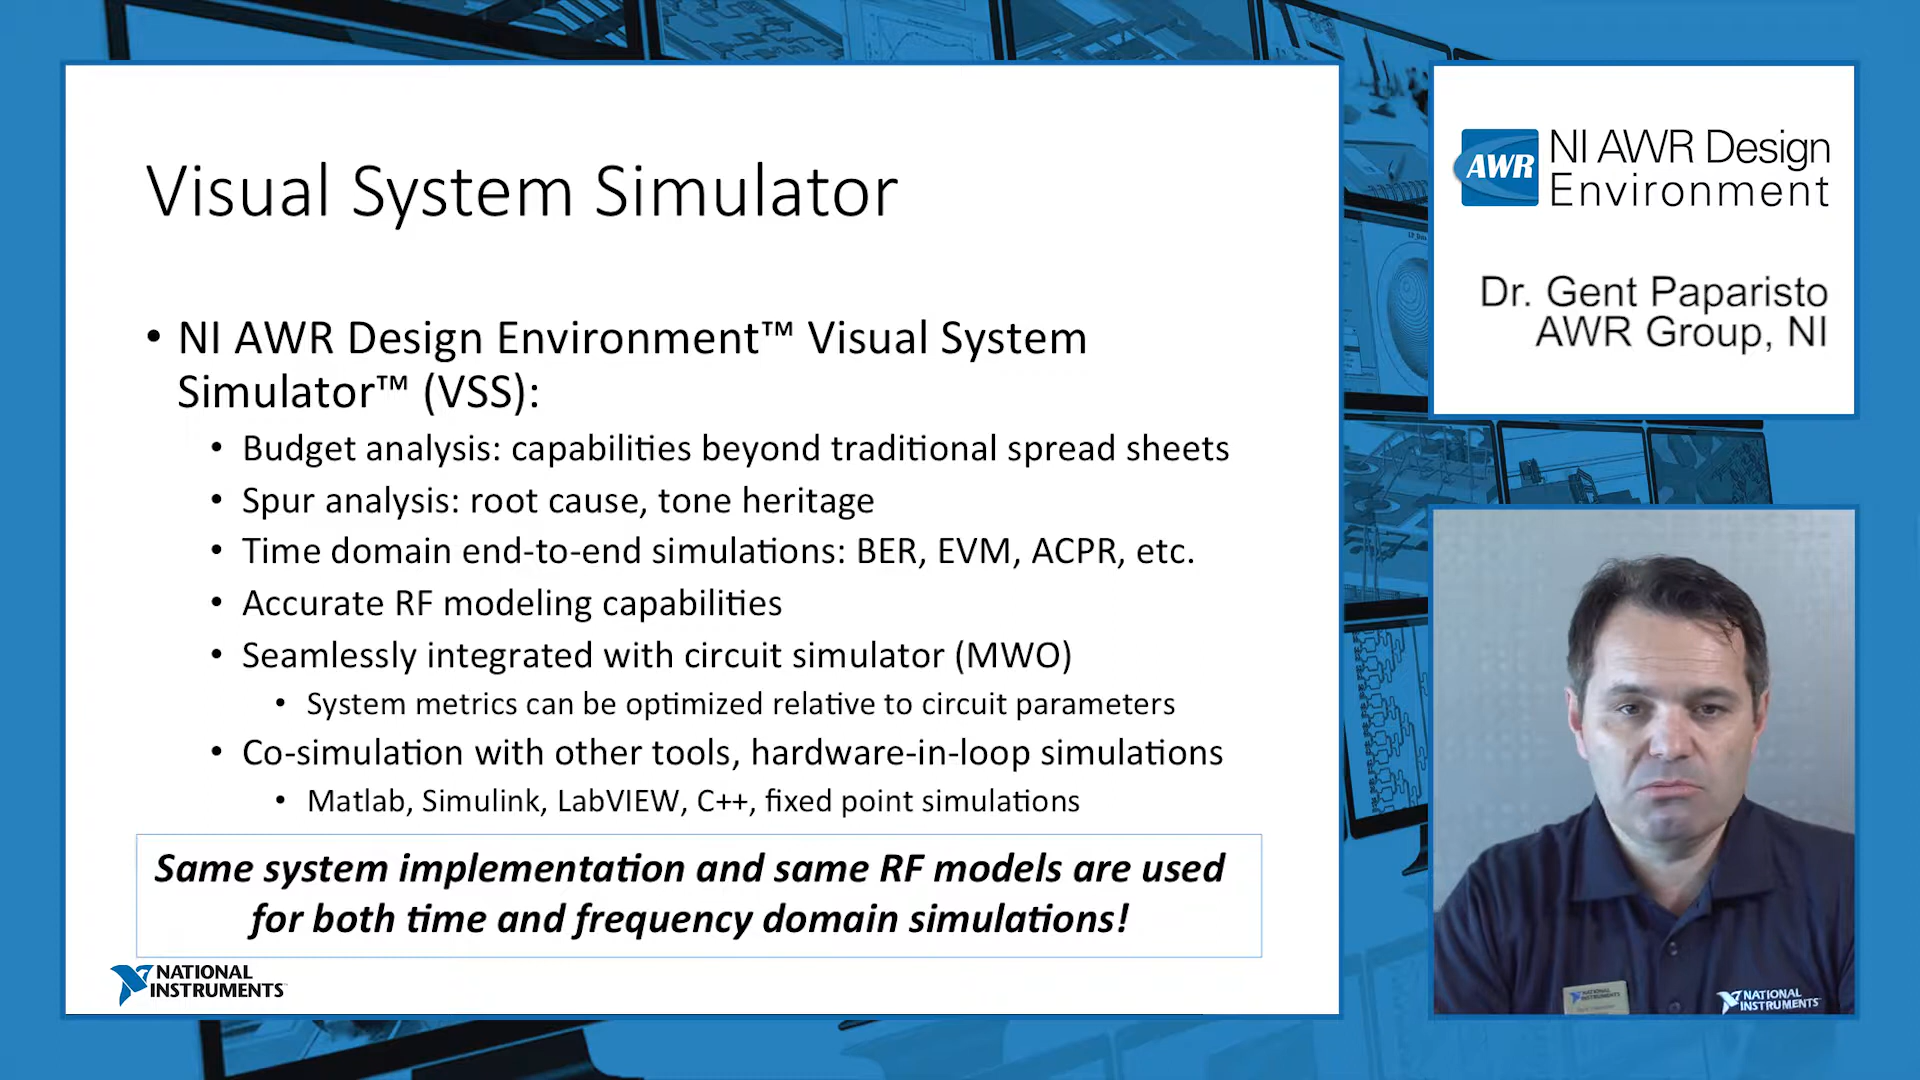 Visual System Simulator
• NI AWR Design Environment™ Visual System
Simulator™ (VSS):
• Budget analysis: capabilities beyond traditional spread sheets
• Spur analysis: root cause, tone heritage
• Time domain end-to-end simulations: BER, EVM, ACPR, etc.
• Accurate RF modeling capabilities
• Seamlessly integrated with circuit simulator (MWO)
• System metrics can be optimized relative to circuit parameters
• Co-simulation with other tools, hardware-in-loop simulations
• Matlab, Simulink, LabVIEW, C++, fixed point simulations
Same system implementation and same RF models are used
for both time and frequency domain simulations!
NATIONAL
INSTRUMENTS
AWR
NI AWR Design
Environment
Dr. Gent Paparisto
AWR Group, NI
NATIONAL
INSTRUMENTS
NATIONAL
INSTRUMENTS